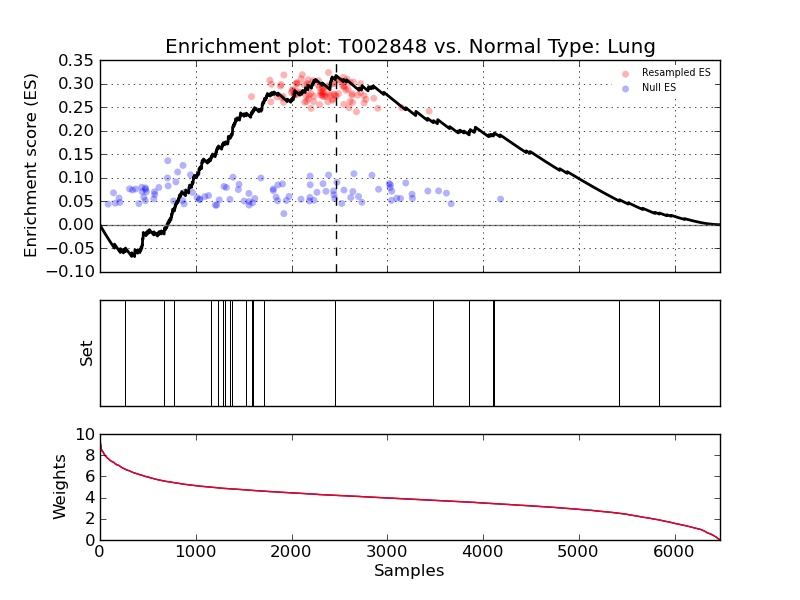 Enrichment plot: T002848 vs. Normal Type: Lung
Enrichment score (ES)
0.35
0.30
0.25
0.20
0.15
0.10
0.05
0.00
−0.05
−0.10
Resampled ES
Null ES
Set
Weights
10
8
6
4
2
0
0 1000 2000 3000 4000 5000 6000
Samples